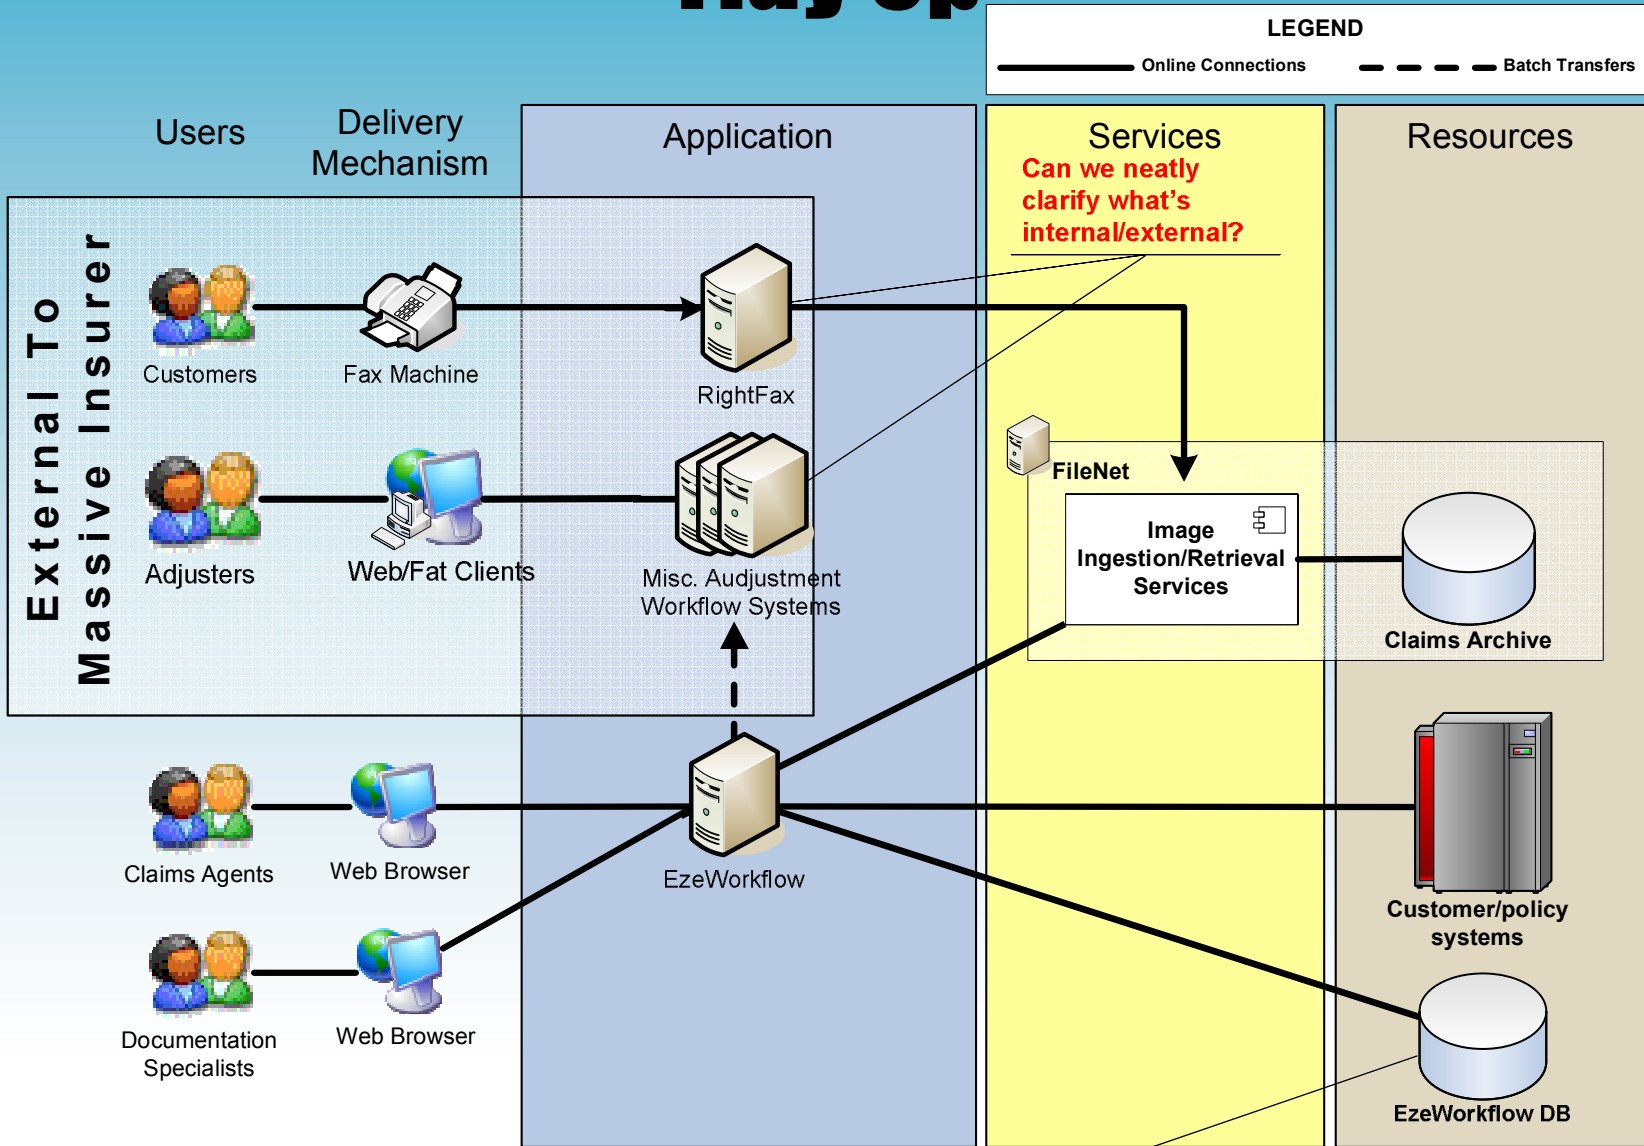 LEGEND
Online Connections
Batch Transfers
Users
Delivery
Mechanism
Application
Services
Resources
Can we neatly
clarify what's
internal/external?
External To
Massive Insurer
Customers
Fax Machine
RightFax
FileNet
Image
Ingestion/Retrieval
Services
Claims Archive
Adjusters
Web/Fat Clients
Misc. Audjustment
Workflow Systems
Claims Agents
Web Browser
EzeWorkflow
Customer/policy
systems
Documentation
Specialists
Web Browser
EzeWorkflow DB